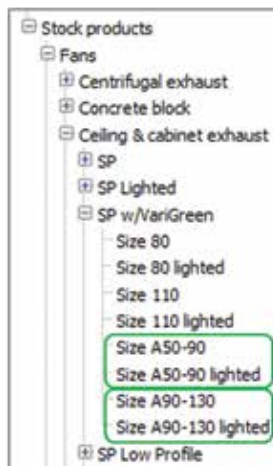 Stock products
Fans
Centrifugal exhaust
Concrete block
Ceiling & cabinet exhaust
SP
SP Lighted
SP w/VariGreen
Size 80
Size 80 lighted
Size 110
Size 110 lighted
Size A50-90
Size A50-90 lighted
Size A90-130
Size A90-130 lighted
SP Low Profile